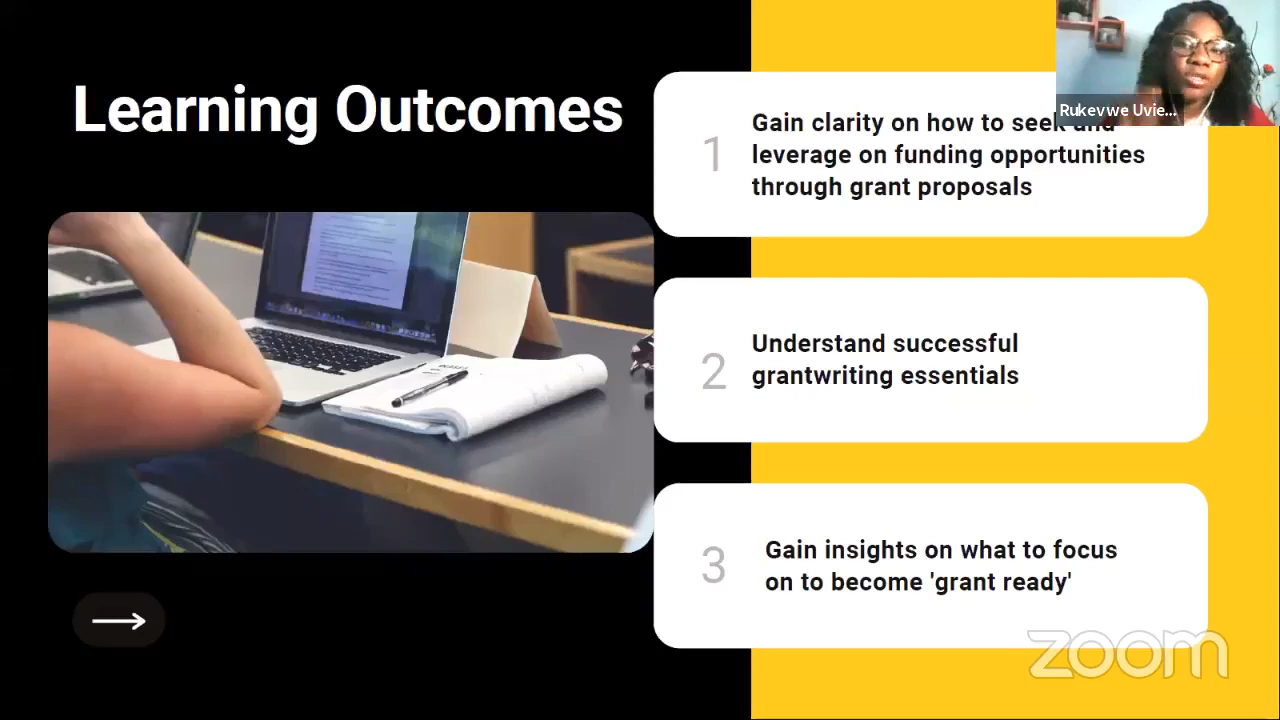 Learning Outcomes
1
Gain clarity on how to seek and
leverage on funding opportunities
through grant proposals
2
Understand successful
grantwriting essentials
3
Gain insights on what to focus
on to become 'grant ready'
Rukevwe Uvie...
zoom